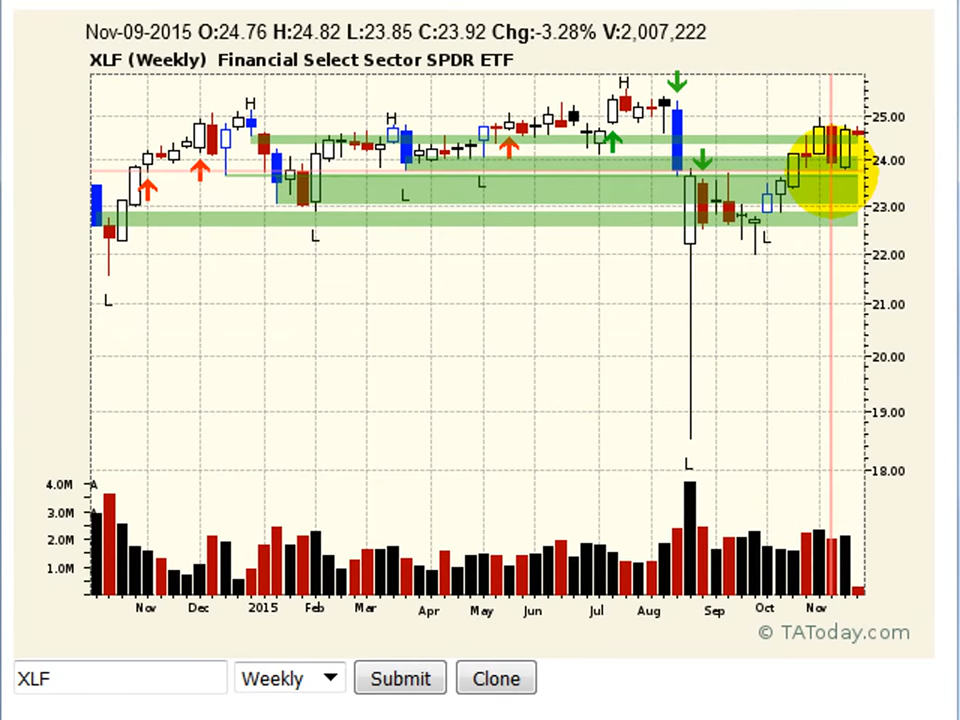 Nov-09-2015 O:24.76 H:24.82 L:23.85 C:23.92 Chg:-3.28% V:2,007,222
XLF (Weekly) Financial Select Sector SPDR ETF
H
H
H
25.00
24.00
23.00
22.00
21.00
20.00
19.00
18.00
L
L
L
L
L
L
4.0M A
3.0M A
2.0M
1.0M
Nov Dec 2015 Feb Mar Apr May Jun Jul Aug Sep Oct Nov
© TAToday.com
XLF Weekly Submit Clone